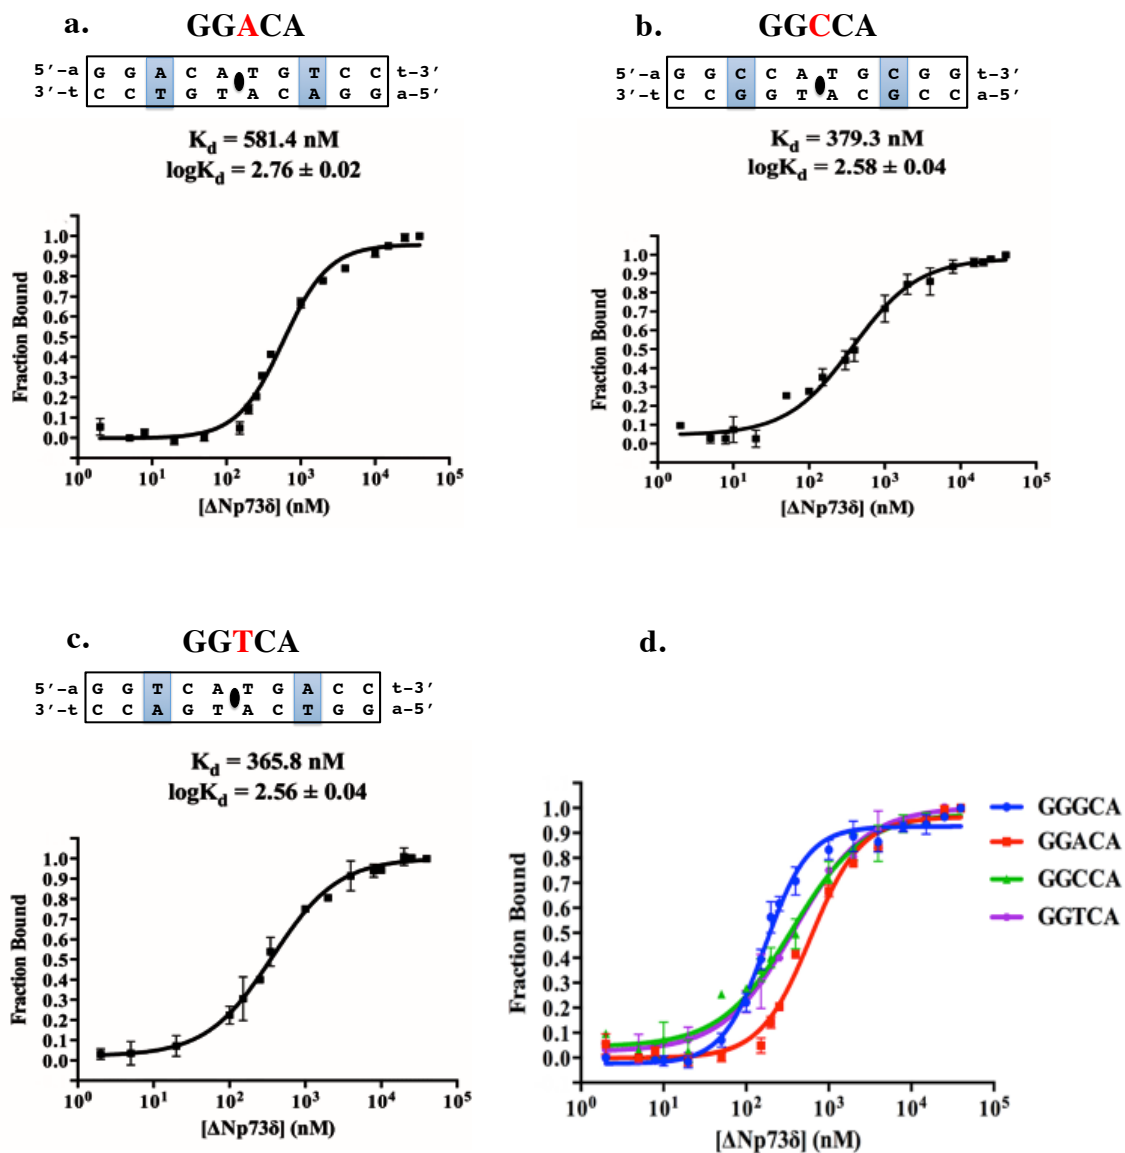 a. GGACA
5′-a G G A C A T G T C C t-3′
3′-t C C T G T A C A G G a-5′
Kd = 581.4 nM
logKd = 2.76 ± 0.02
Fraction Bound
1.0
0.9
0.8
0.7
0.6
0.5
0.4
0.3
0.2
0.1
0.0
10⁰ 10¹ 10² 10³ 10⁴ 10⁵
[ΔNp73δ] (nM)
b. GGCCA
5′-a G G C C A T G C G G t-3′
3′-t C C G G T A C G C C a-5′
Kd = 379.3 nM
logKd = 2.58 ± 0.04
Fraction Bound
1.0
0.9
0.8
0.7
0.6
0.5
0.4
0.3
0.2
0.1
0.0
10⁰ 10¹ 10² 10³ 10⁴ 10⁵
[ΔNp73δ] (nM)
c. GGTCA
5′-a G G T C A T G A C C t-3′
3′-t C C A G T A C T G G a-5′
Kd = 365.8 nM
logKd = 2.56 ± 0.04
Fraction Bound
1.0
0.9
0.8
0.7
0.6
0.5
0.4
0.3
0.2
0.1
0.0
10⁰ 10¹ 10² 10³ 10⁴ 10⁵
[ΔNp73δ] (nM)
d.
Fraction Bound
1.0
0.9
0.8
0.7
0.6
0.5
0.4
0.3
0.2
0.1
0.0
10⁰ 10¹ 10² 10³ 10⁴ 10⁵
[ΔNp73δ] (nM)
GGGCA
GGACA
GGCCA
GGTCA